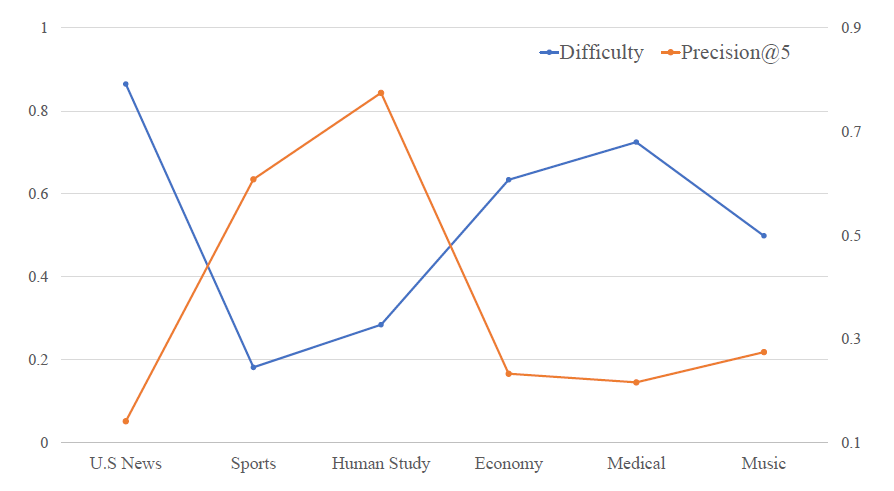 1
0.9
Difficulty
Precision@5
0.8
0.7
0.6
0.5
0.4
0.3
0.2
0
0.1
U.S News
Sports
Human Study
Economy
Medical
Music